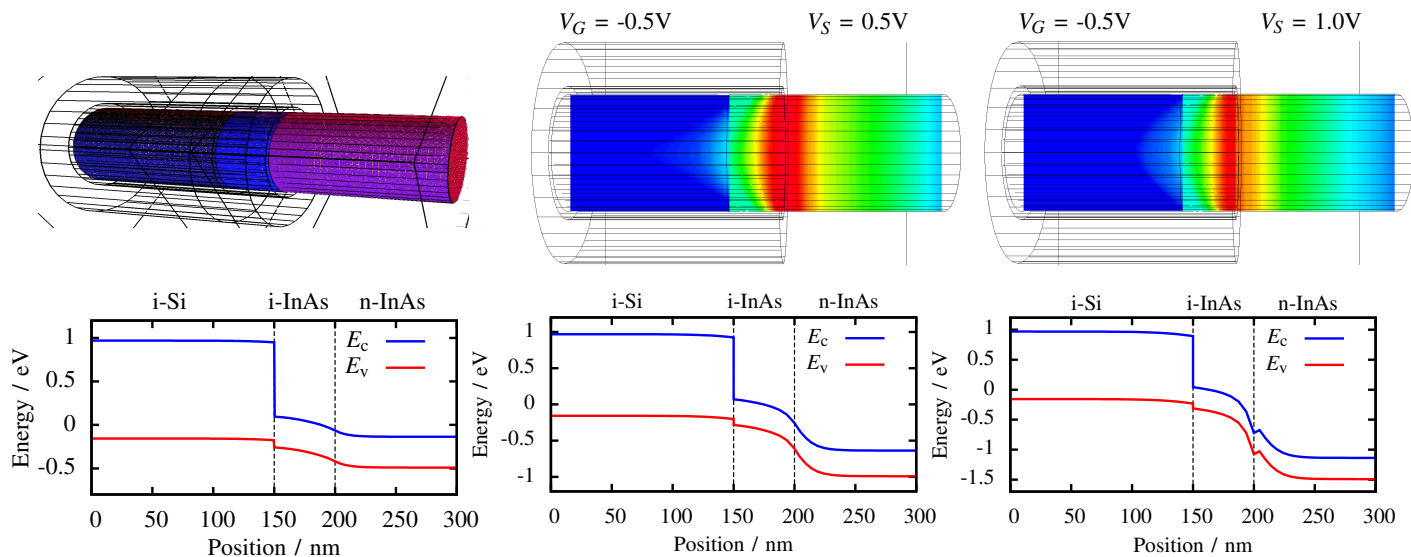 V_G = -0.5V V_S = 0.5V
V_G = -0.5V V_S = 1.0V
i-Si i-InAs n-InAs
E_c
E_v
1
0.5
0
-0.5
Energy / eV
0 50 100 150 200 250 300
Position / nm
i-Si i-InAs n-InAs
E_c
E_v
1
0.5
0
-0.5
-1
Energy / eV
0 50 100 150 200 250 300
Position / nm
i-Si i-InAs n-InAs
E_c
E_v
1
0.5
0
-0.5
-1
-1.5
Energy / eV
0 50 100 150 200 250 300
Position / nm